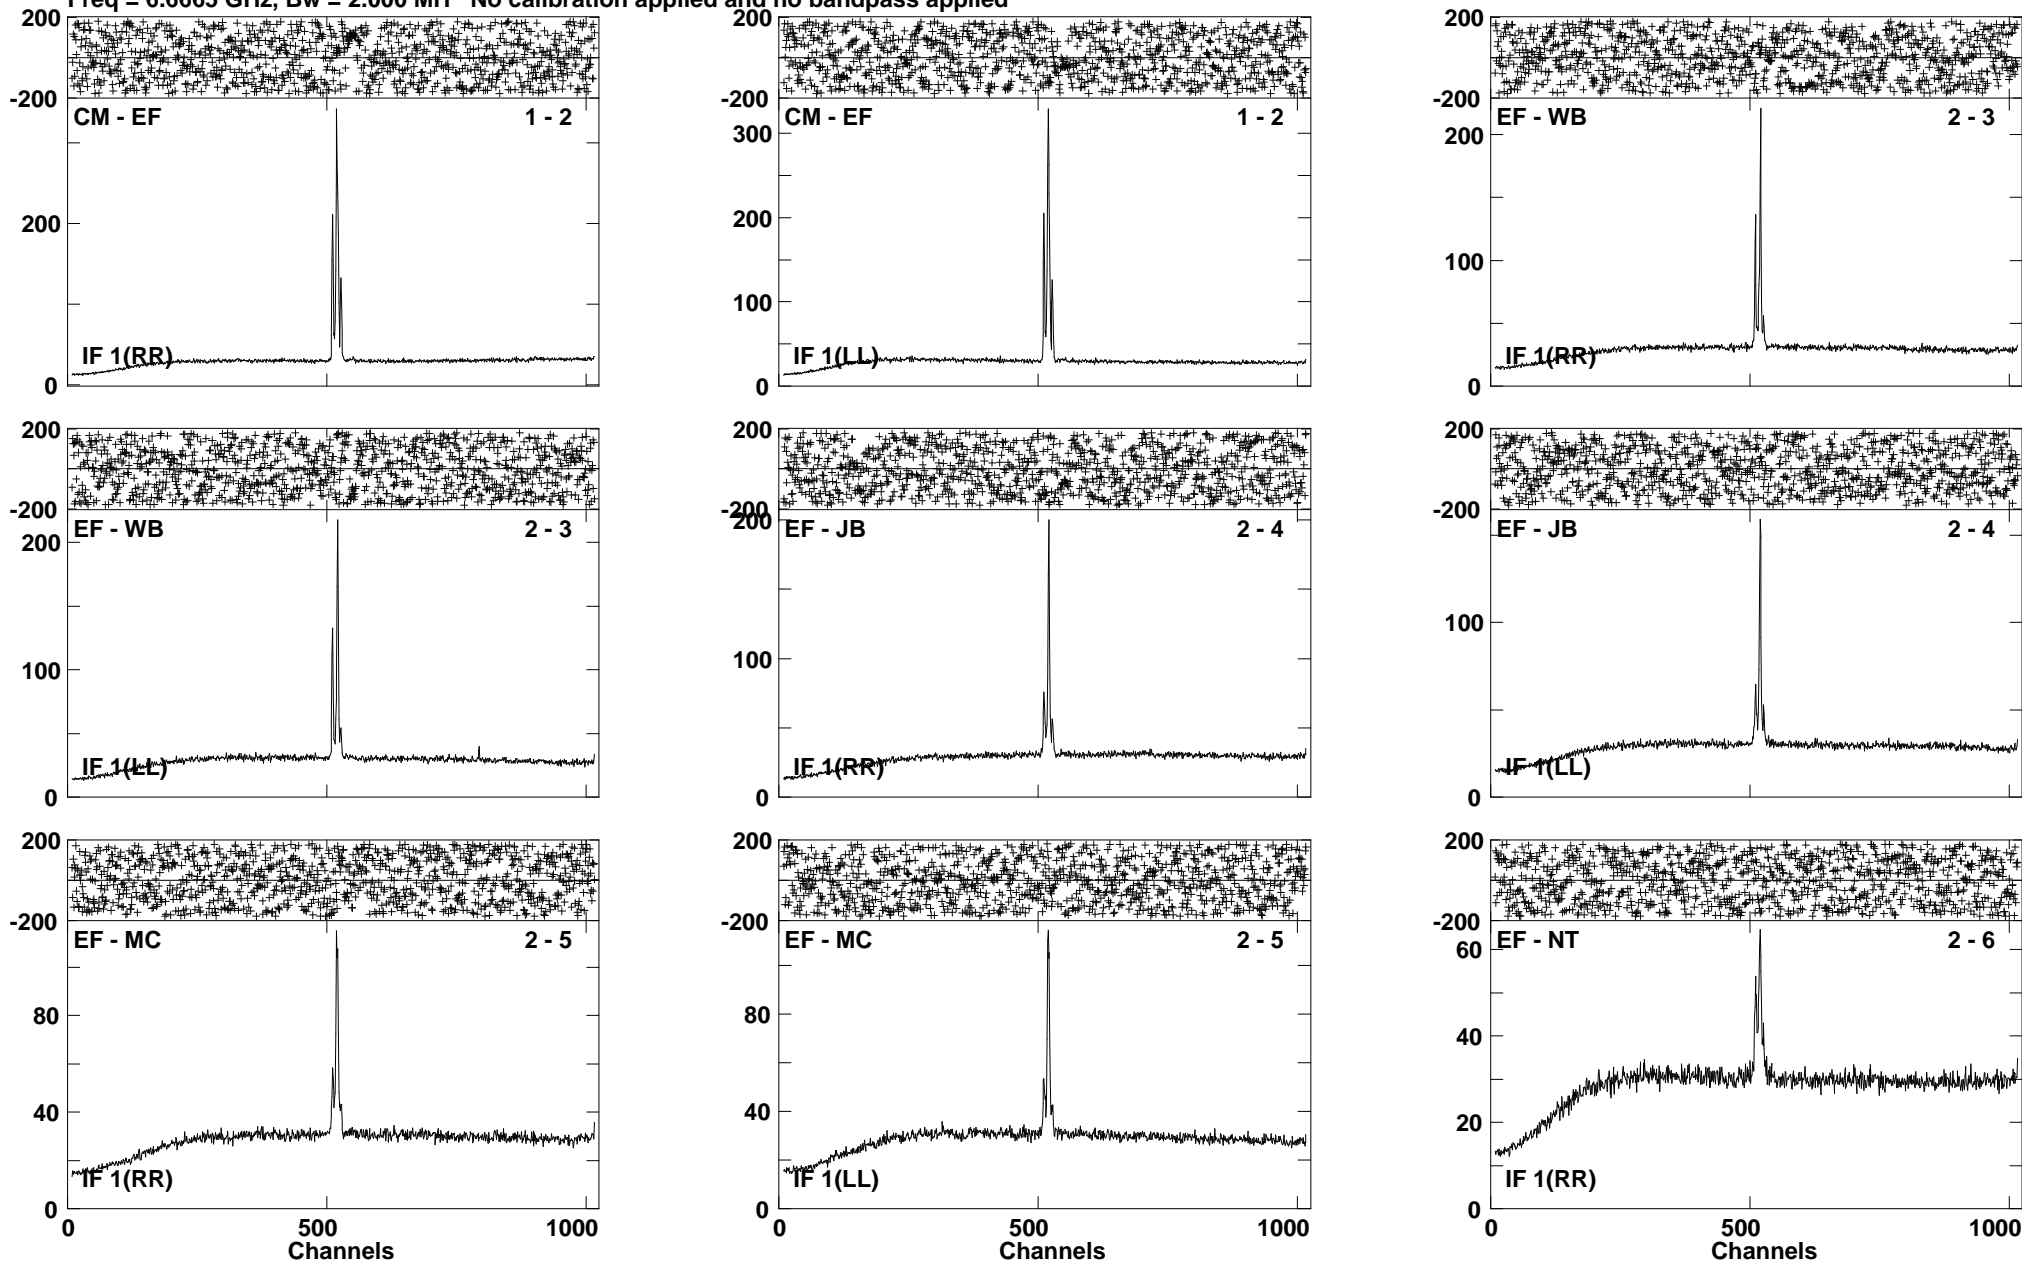 Freq = 6.6665 GHz, Bw = 2.000 MH No calibration applied and no bandpass applied
200
-200
CM - EF 1 - 2
200
0
IF 1(RR)
200
-200
CM - EF 1 - 2
300
200
100
0
IF 1(LL)
200
-200
EF - WB 2 - 3
200
100
0
IF 1(RR)
200
-200
EF - WB 2 - 3
200
100
0
IF 1(LL)
200
-200
EF - JB 2 - 4
200
100
0
IF 1(RR)
200
-200
EF - JB 2 - 4
100
0
IF 1(LL)
200
-200
EF - MC 2 - 5
80
40
0
IF 1(RR)
0 500 1000
Channels
200
-200
EF - MC 2 - 5
80
40
0
IF 1(LL)
0 500 1000
Channels
200
-200
EF - NT 2 - 6
60
40
20
0
IF 1(RR)
0 500 1000
Channels